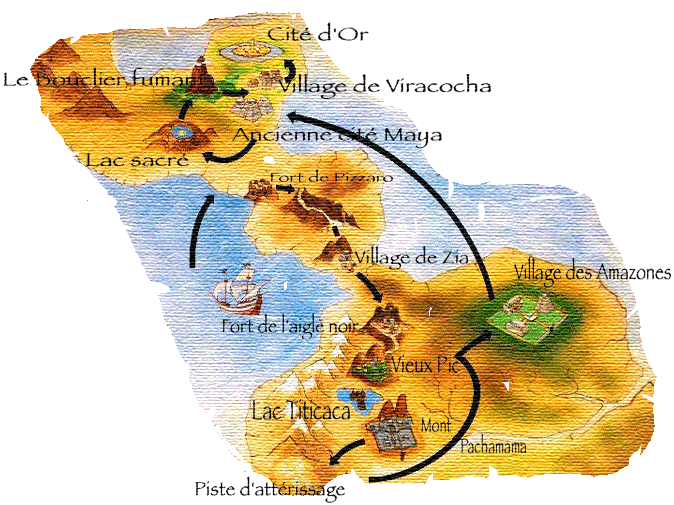 Cité d'Or
Le Bouclier fumant
Village de Viracocha
Ancienne cité Maya
Lac sacré
Fort de Pizzaro
Village de Zia
Village des Amazones
Fort de l'aigle noir
Vieux Pic
Lac Titicaca
Mont
Pachamama
Piste d'attérissage